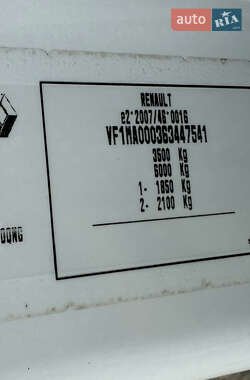 auto RIA
RENAULT
e2*2007/46*0016
VF1MA000363447541
3500 Kg
6000 Kg
1- 1850 Kg
2- 2100 Kg